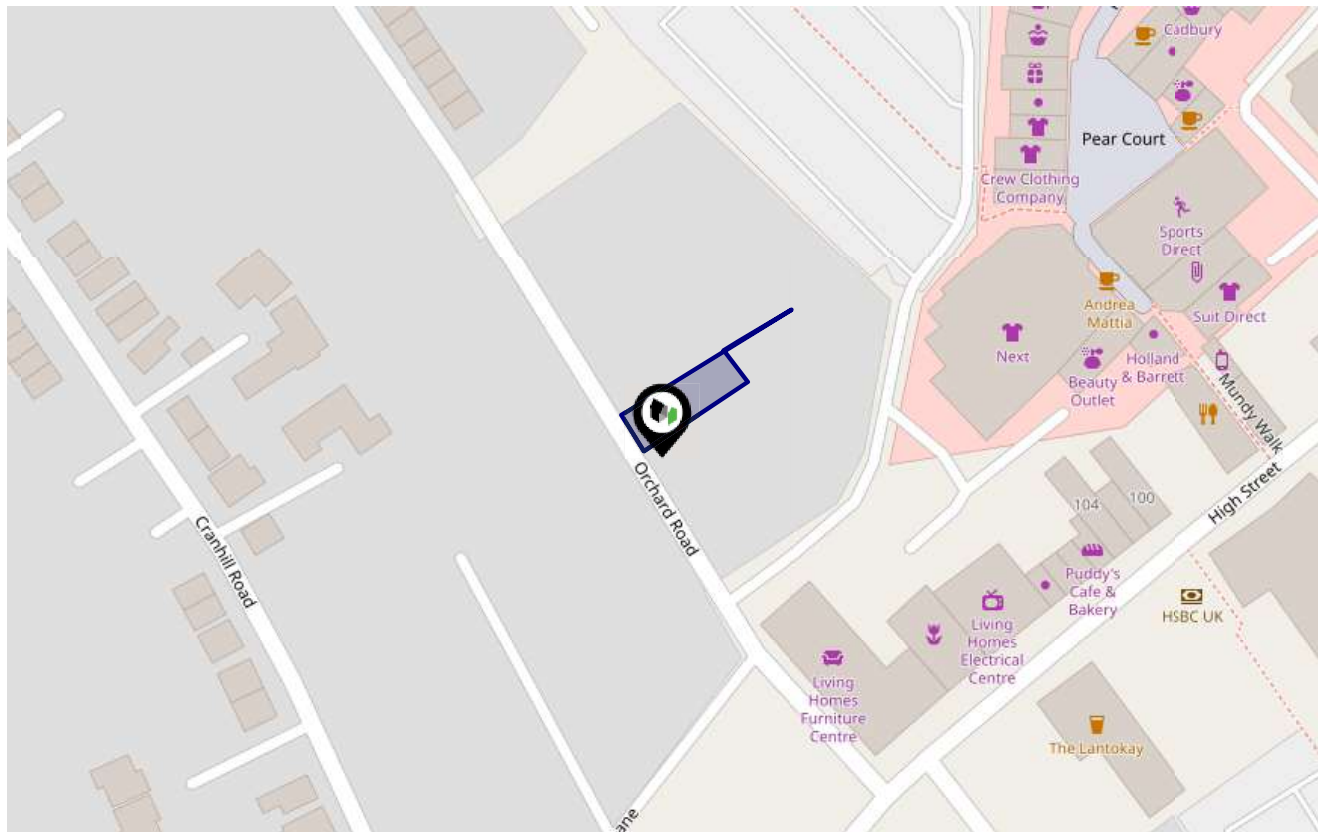 Cadbury
Pear Court
Crew Clothing
Company
Sports
Direct
Andrea
Mattia
Suit Direct
Next
Holland
& Barrett
Beauty
Outlet
Mundy Walk
High Street
104
100
Orchard Road
Cranhill Road
Puddy's
Cafe &
Bakery
HSBC UK
Living
Homes
Electrical
Centre
Living
Homes
Furniture
Centre
The Lantokay
ane